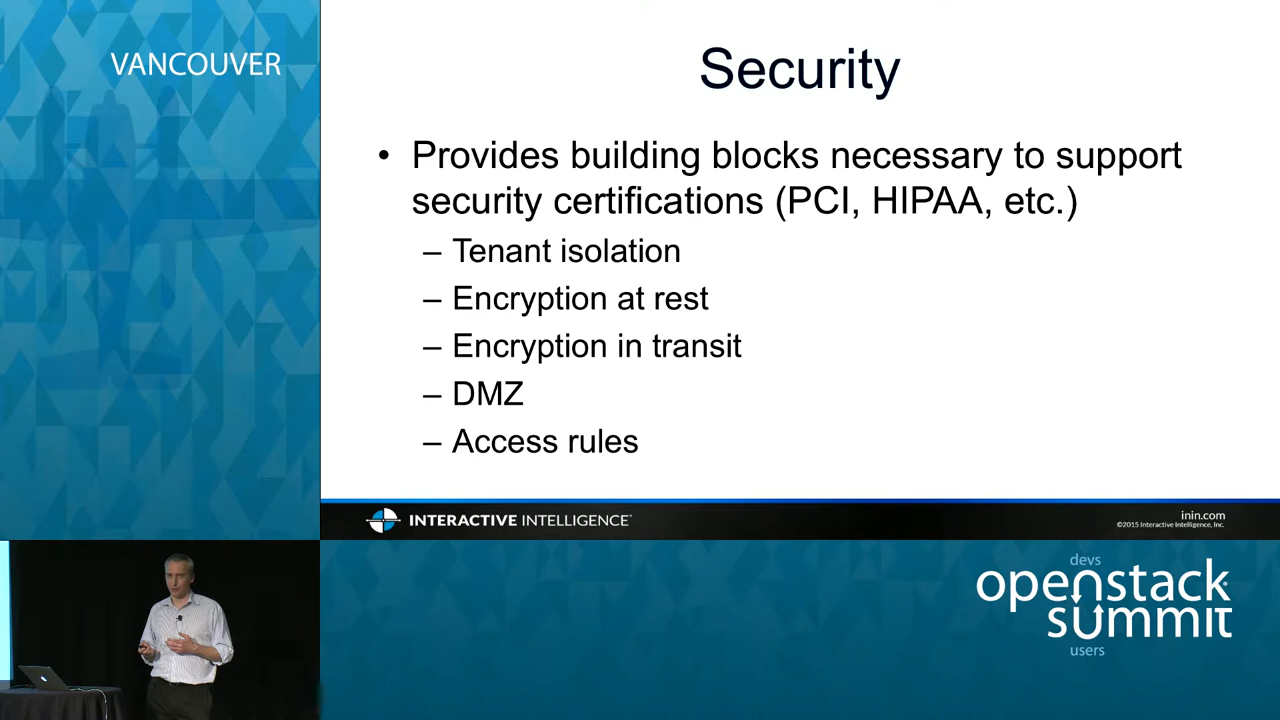 VANCOUVER
Security
• Provides building blocks necessary to support
security certifications (PCI, HIPAA, etc.)
– Tenant isolation
– Encryption at rest
– Encryption in transit
– DMZ
– Access rules
INTERACTIVE INTELLIGENCE
inin.com
©2015 Interactive Intelligence, Inc.
devs
openstack
summit
users